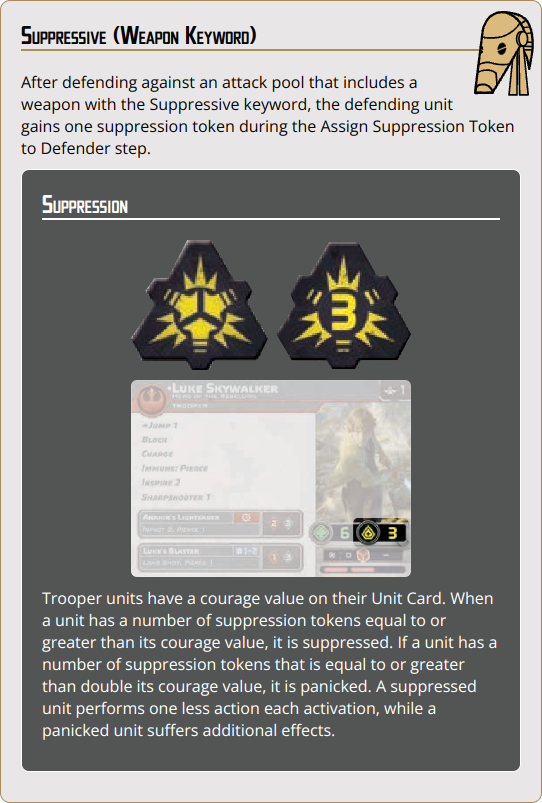 Suppressive (Weapon Keyword)
After defending against an attack pool that includes a
weapon with the Suppressive keyword, the defending unit
gains one suppression token during the Assign Suppression Token
to Defender step.
Suppression
3
•Luke Skywalker
Hero of the Rebellion
Trooper
1
Jump 1
Block
Charge
Immune: Pierce
Inspire 2
Sharpshooter 1
Anakin's Lightsaber
Impact 2, Pierce 2
6
3
Luke's Blaster
1-2
Trooper units have a courage value on their Unit Card. When
a unit has a number of suppression tokens equal to or
greater than its courage value, it is suppressed. If a unit has a
number of suppression tokens that is equal to or greater
than double its courage value, it is panicked. A suppressed
unit performs one less action each activation, while a
panicked unit suffers additional effects.